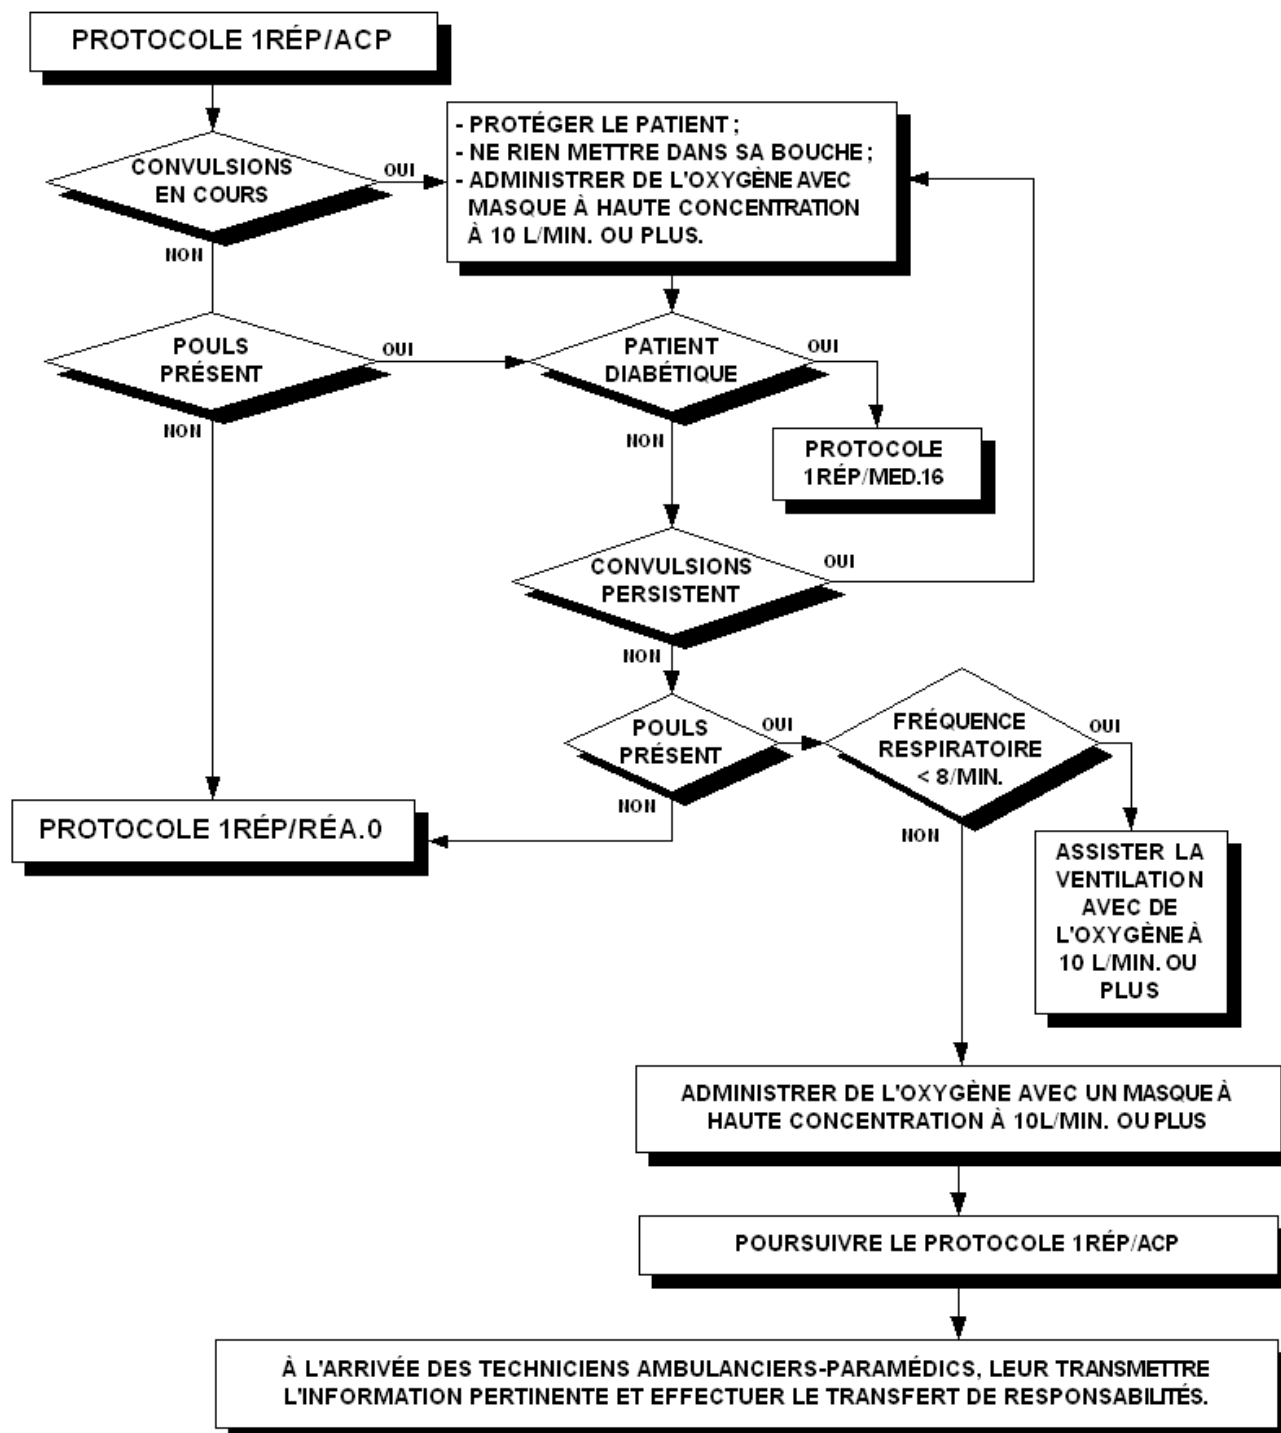 PROTOCOLE 1RÉP/ACP
CONVULSIONS
EN COURS
OUI
NON
- PROTÉGER LE PATIENT ;
- NE RIEN METTRE DANS SA BOUCHE ;
- ADMINISTRER DE L'OXYGÈNE AVEC
MASQUE À HAUTE CONCENTRATION
À 10 L/MIN. OU PLUS.
POULS
PRÉSENT
OUI
NON
PATIENT
DIABÉTIQUE
OUI
NON
PROTOCOLE
1RÉP/MED.16
CONVULSIONS
PERSISTENT
OUI
NON
POULS
PRÉSENT
OUI
NON
FRÉQUENCE
RESPIRATOIRE
< 8/MIN.
OUI
NON
PROTOCOLE 1RÉP/RÉA.0
ASSISTER LA
VENTILATION
AVEC DE
L'OXYGÈNE À
10 L/MIN. OU
PLUS
ADMINISTRER DE L'OXYGÈNE AVEC UN MASQUE À
HAUTE CONCENTRATION À 10L/MIN. OU PLUS
POURSUIVRE LE PROTOCOLE 1RÉP/ACP
À L'ARRIVÉE DES TECHNICIENS AMBULANCIERS-PARAMÉDICS, LEUR TRANSMETTRE
L'INFORMATION PERTINENTE ET EFFECTUER LE TRANSFERT DE RESPONSABILITÉS.